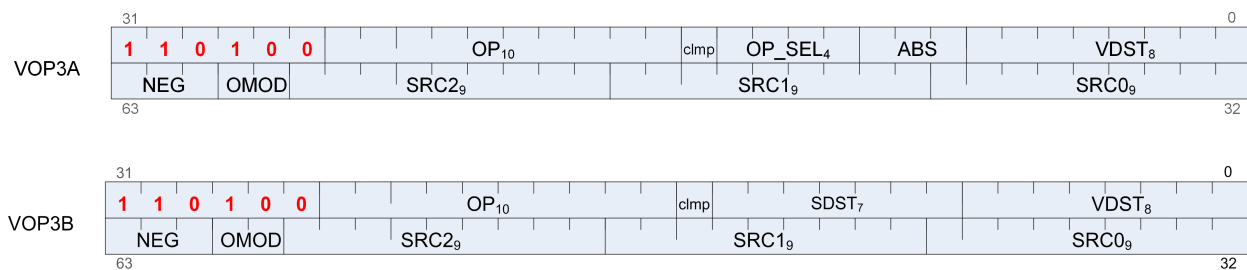 31 0
VOP3A
1 1 0 1 0 0 OP₁₀ clmp OP_SEL₄ ABS VDST₈
NEG OMOD SRC2₉ SRC1₉ SRC0₉
63 32
31 0
VOP3B
1 1 0 1 0 0 OP₁₀ clmp SDST₇ VDST₈
NEG OMOD SRC2₉ SRC1₉ SRC0₉
63 32